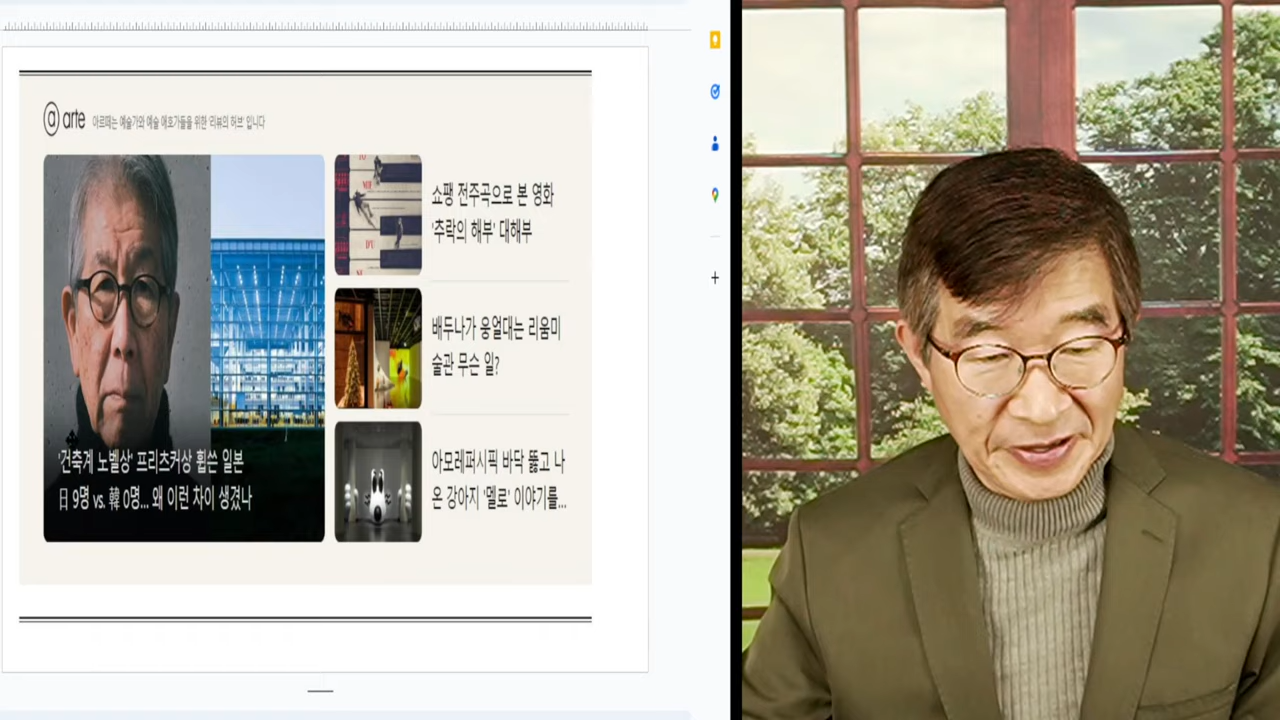 @ arte 아르떼는 예술가와 예술 애호가들을 위한 '리뷰의 허브' 입니다
'건축계 노벨상' 프리츠커상 휩쓴 일본
日 9명 vs. 韓 0명... 왜 이런 차이 생겼나
쇼팽 전주곡으로 본 영화
'추락의 해부' 대해부
배두나가 웅얼대는 리움미
술관 무슨 일?
아모레퍼시픽 바닥 뚫고 나
온 강아지 '멜로' 이야기를...